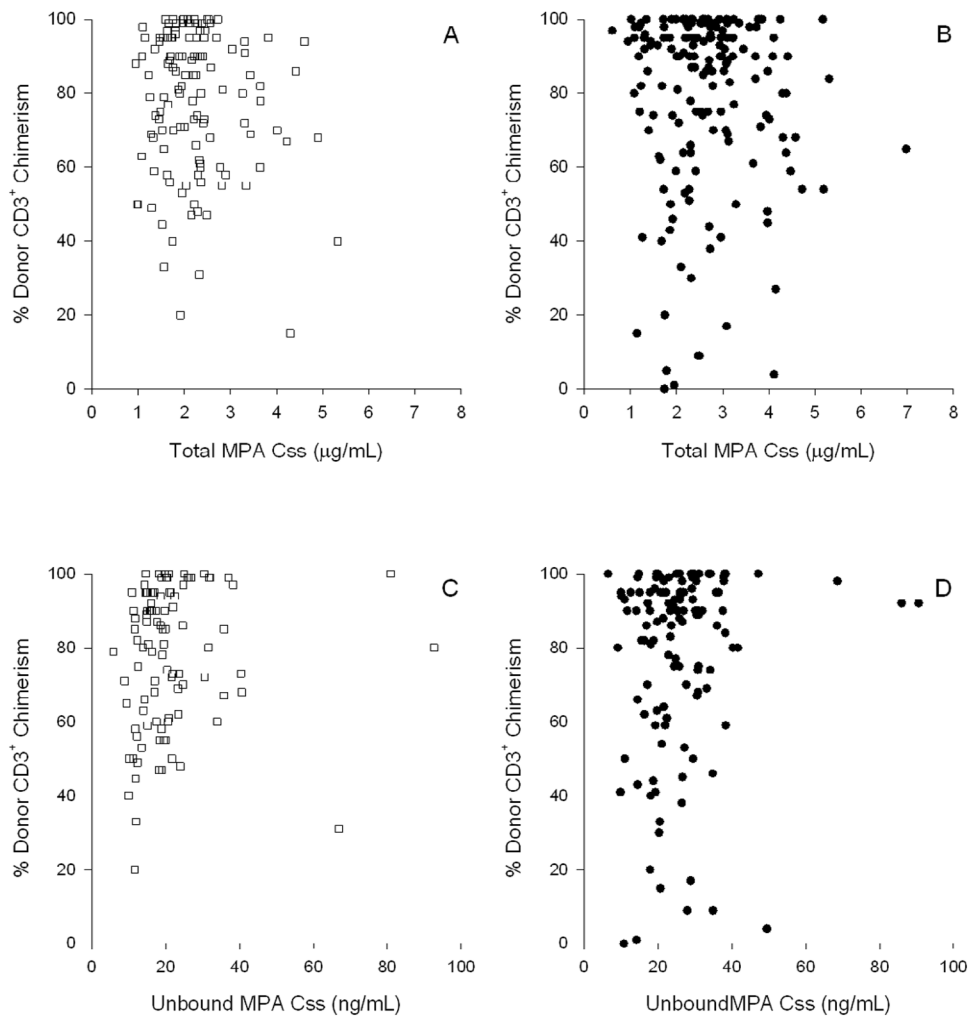 A
% Donor CD3+ Chimerism
100
80
60
40
20
0
0 1 2 3 4 5 6 7 8
Total MPA Css (µg/mL)
B
% Donor CD3+ Chimerism
100
80
60
40
20
0
0 1 2 3 4 5 6 7 8
Total MPA Css (µg/mL)
C
% Donor CD3+ Chimerism
100
80
60
40
20
0
0 20 40 60 80 100
Unbound MPA Css (ng/mL)
D
% Donor CD3+ Chimerism
100
80
60
40
20
0
0 20 40 60 80 100
UnboundMPA Css (ng/mL)